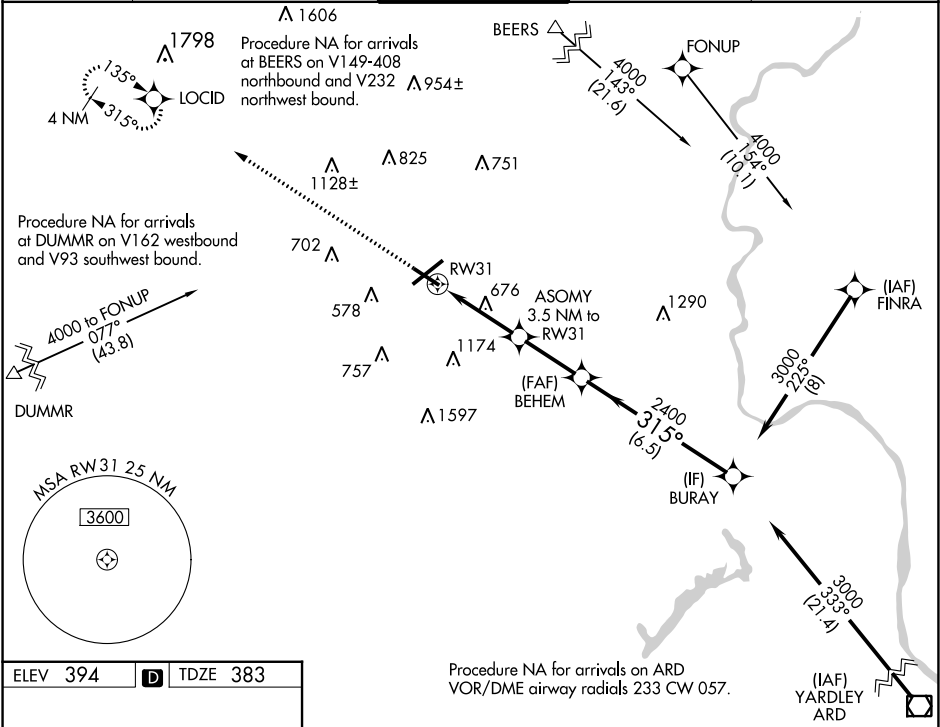 1606
1798
Procedure NA for arrivals
at BEERS on V149-408
northbound and V232
northwest bound.
954±
BEERS
FONUP
4000
143°
(21.6)
4000
154°
(10.1)
135°
315°
4 NM
LOCID
1128±
825
751
Procedure NA for arrivals
at DUMMR on V162 westbound
and V93 southwest bound.
702
RW31
578
676
ASOMY
3.5 NM to
RW31
1290
(IAF)
FINRA
4000 to FONUP
077°
(43.8)
DUMMR
757
1174
(FAF)
BEHEM
3000
225°
(8)
1597
2400
315°
(6.5)
(IF)
BURAY
MSA RW31 25 NM
3600
3000
333°
(21.4)
ELEV 394 D TDZE 383
Procedure NA for arrivals on ARD
VOR/DME airway radials 233 CW 057.
(IAF)
YARDLEY
ARD